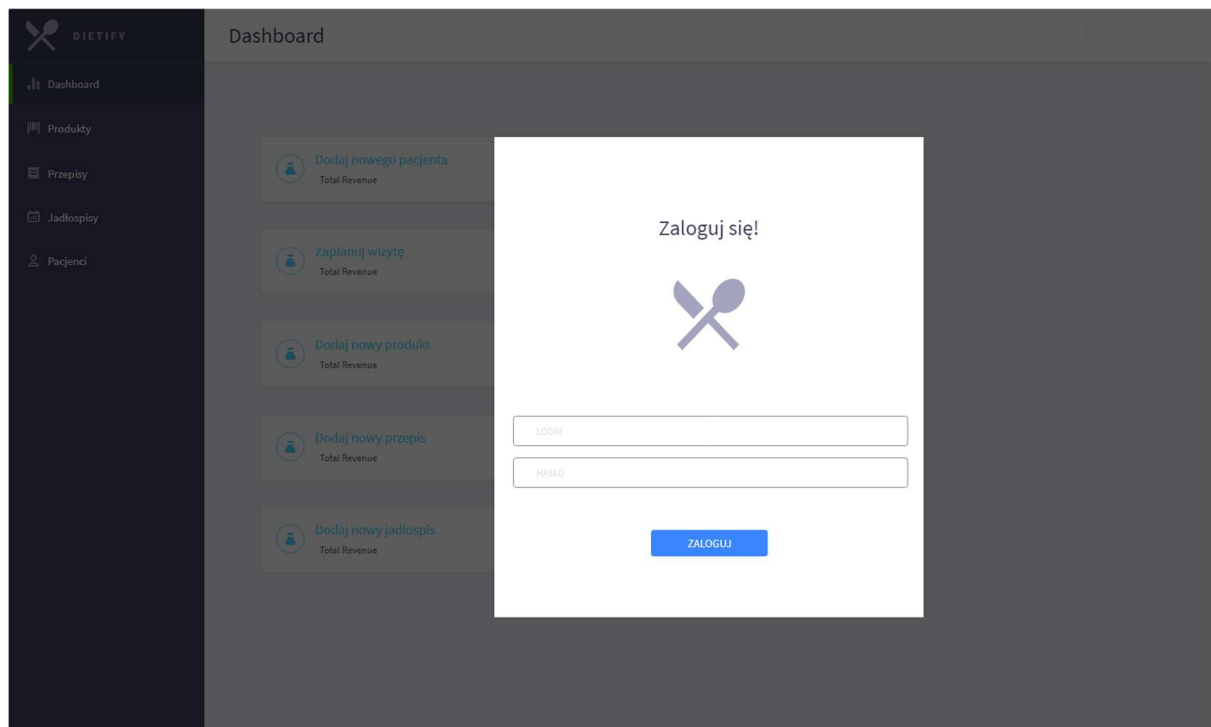 DIETIFY
Dashboard
Dashboard
Produkty
Przepisy
Jadłospisy
Pacjenci
Dodaj nowego pacjenta
Total Revenue
Zaplanuj wizytę
Total Revenue
Dodaj nowy produkt
Total Revenue
Dodaj nowy przepis
Total Revenue
Dodaj nowy jadłospis
Total Revenue
Zaloguj się!
LOGIN
HASŁO
ZALOGUJ